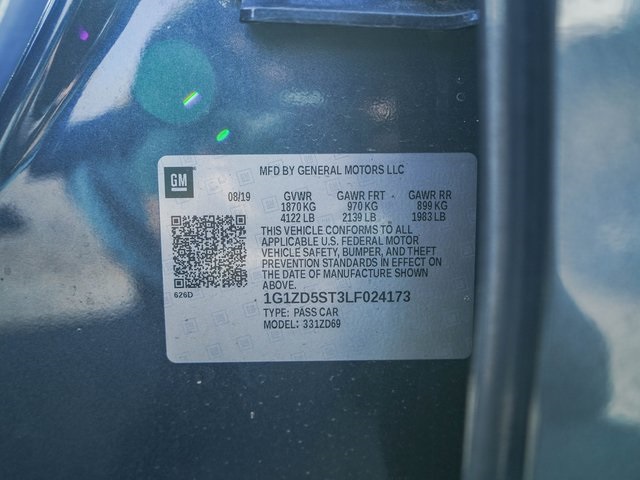 MFD BY GENERAL MOTORS LLC
GM
08/19 GVWR GAWR FRT GAWR RR
1870 KG 970 KG 899 KG
4122 LB 2139 LB 1983 LB
THIS VEHICLE CONFORMS TO ALL
APPLICABLE U.S. FEDERAL MOTOR
VEHICLE SAFETY, BUMPER, AND THEFT
PREVENTION STANDARDS IN EFFECT ON
THE DATE OF MANUFACTURE SHOWN
ABOVE.
626D
1G1ZD5ST3LF024173
TYPE: PASS CAR
MODEL: 331ZD69